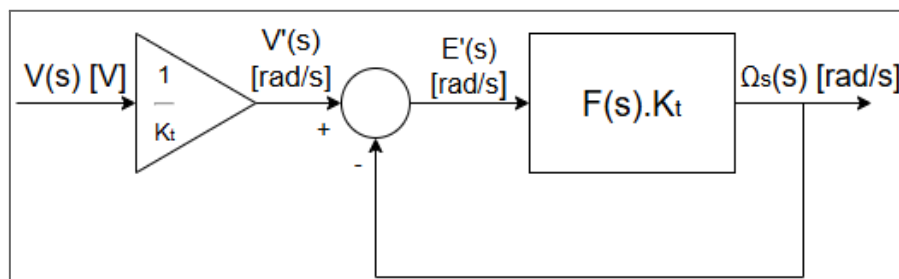 V(s) [V]
1
Kt
V'(s)
[rad/s]
+
-
E'(s)
[rad/s]
F(s).Kt
Ωs(s) [rad/s]